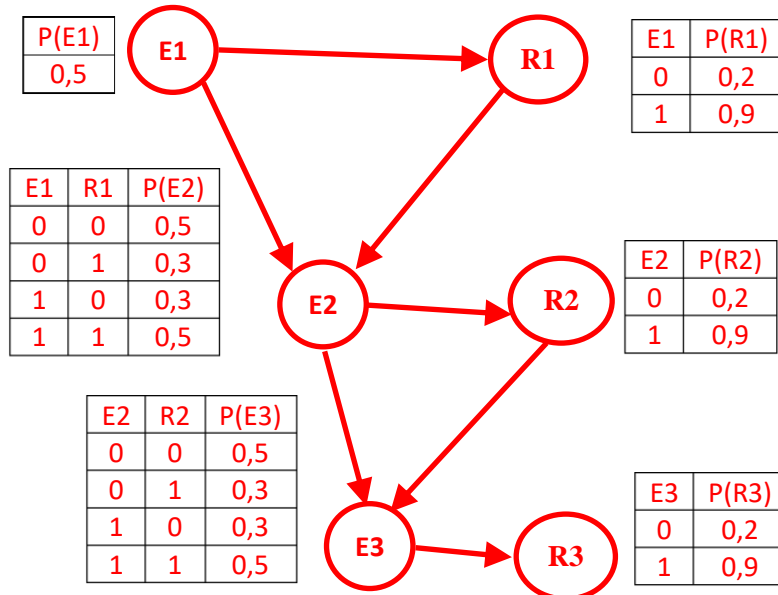 P(E1)
0,5
E1
R1
E1 P(R1)
0 0,2
1 0,9
E1 R1 P(E2)
0 0 0,5
0 1 0,3
1 0 0,3
1 1 0,5
E2
R2
E2 P(R2)
0 0,2
1 0,9
E2 R2 P(E3)
0 0 0,5
0 1 0,3
1 0 0,3
1 1 0,5
E3
R3
E3 P(R3)
0 0,2
1 0,9